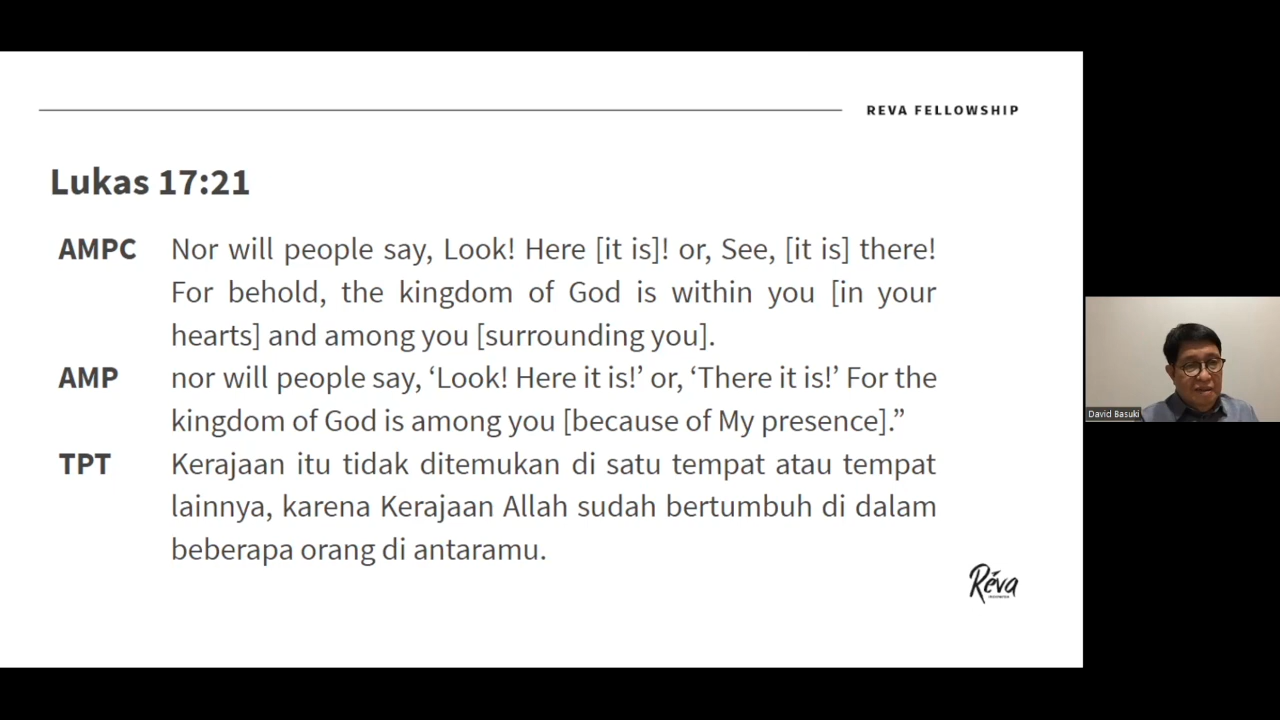 REVA FELLOWSHIP
Lukas 17:21
AMPC Nor will people say, Look! Here [it is]! or, See, [it is] there!
For behold, the kingdom of God is within you [in your
hearts] and among you [surrounding you].
AMP nor will people say, ‘Look! Here it is!’ or, ‘There it is!’ For the
kingdom of God is among you [because of My presence].”
TPT Kerajaan itu tidak ditemukan di satu tempat atau tempat
lainnya, karena Kerajaan Allah sudah bertumbuh di dalam
beberapa orang di antaramu.
Réva
David Basuki